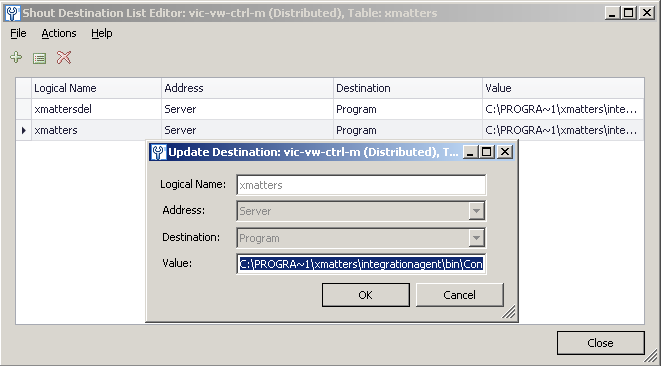 Shout Destination List Editor: vic-vw-ctrl-m (Distributed), Table: xmatters
File Actions Help
Logical Name Address Destination Value
xmattersdel Server Program C:\PROGRA~1\xmatters\inte...
xmatters Server Program C:\PROGRA~1\xmatters\inte...
Update Destination: vic-vw-ctrl-m (Distributed), T...
Logical Name: xmatters
Address: Server
Destination: Program
Value: C:\PROGRA~1\xmatters\integrationagent\bin\Con
OK Cancel
Close